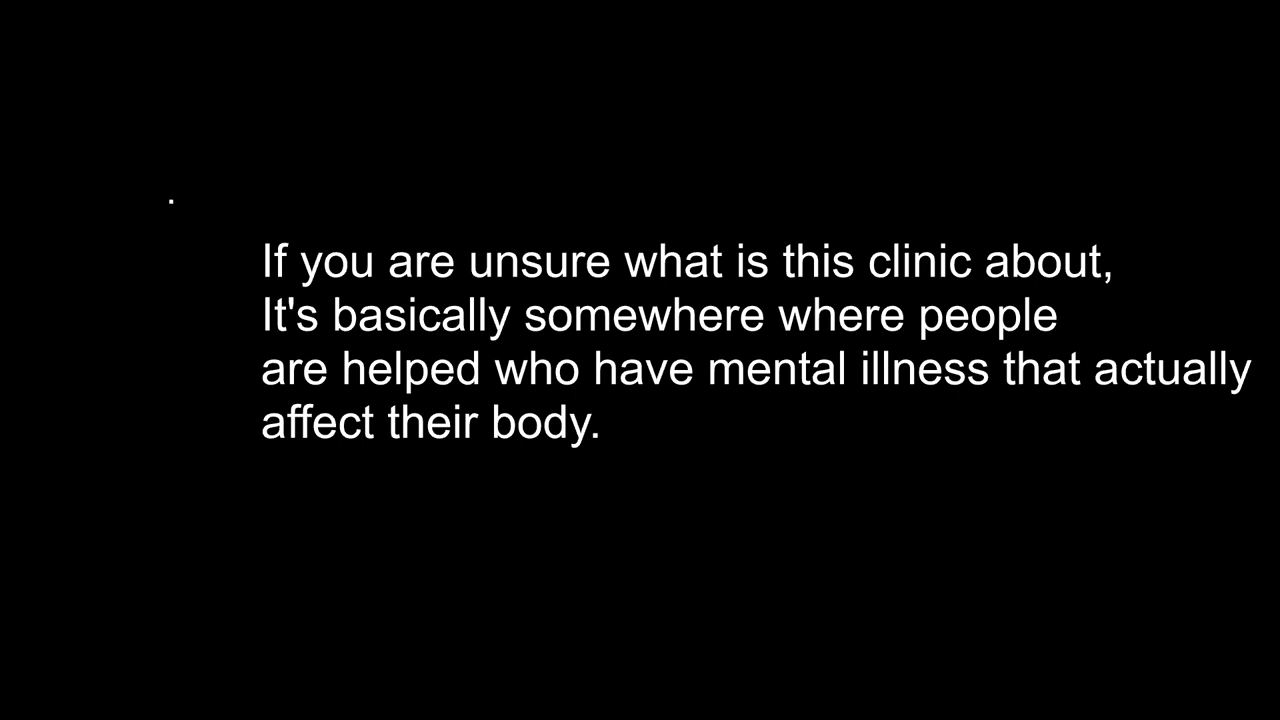 .
If you are unsure what is this clinic about,
It's basically somewhere where people
are helped who have mental illness that actually
affect their body.